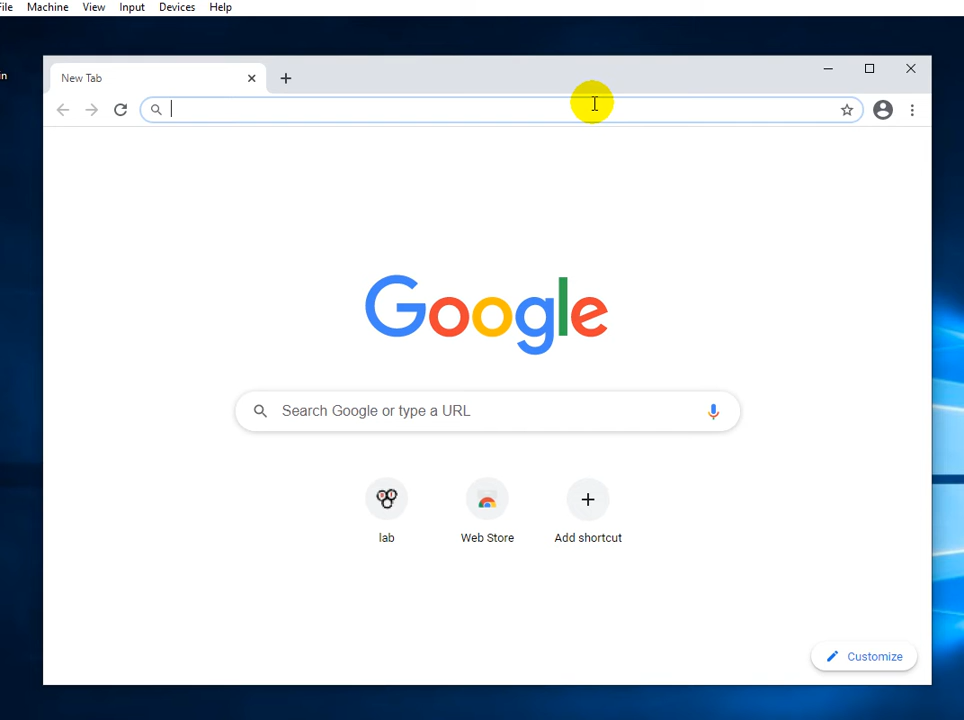 File Machine View Input Devices Help
in
New Tab
Google
Search Google or type a URL
lab Web Store Add shortcut
Customize